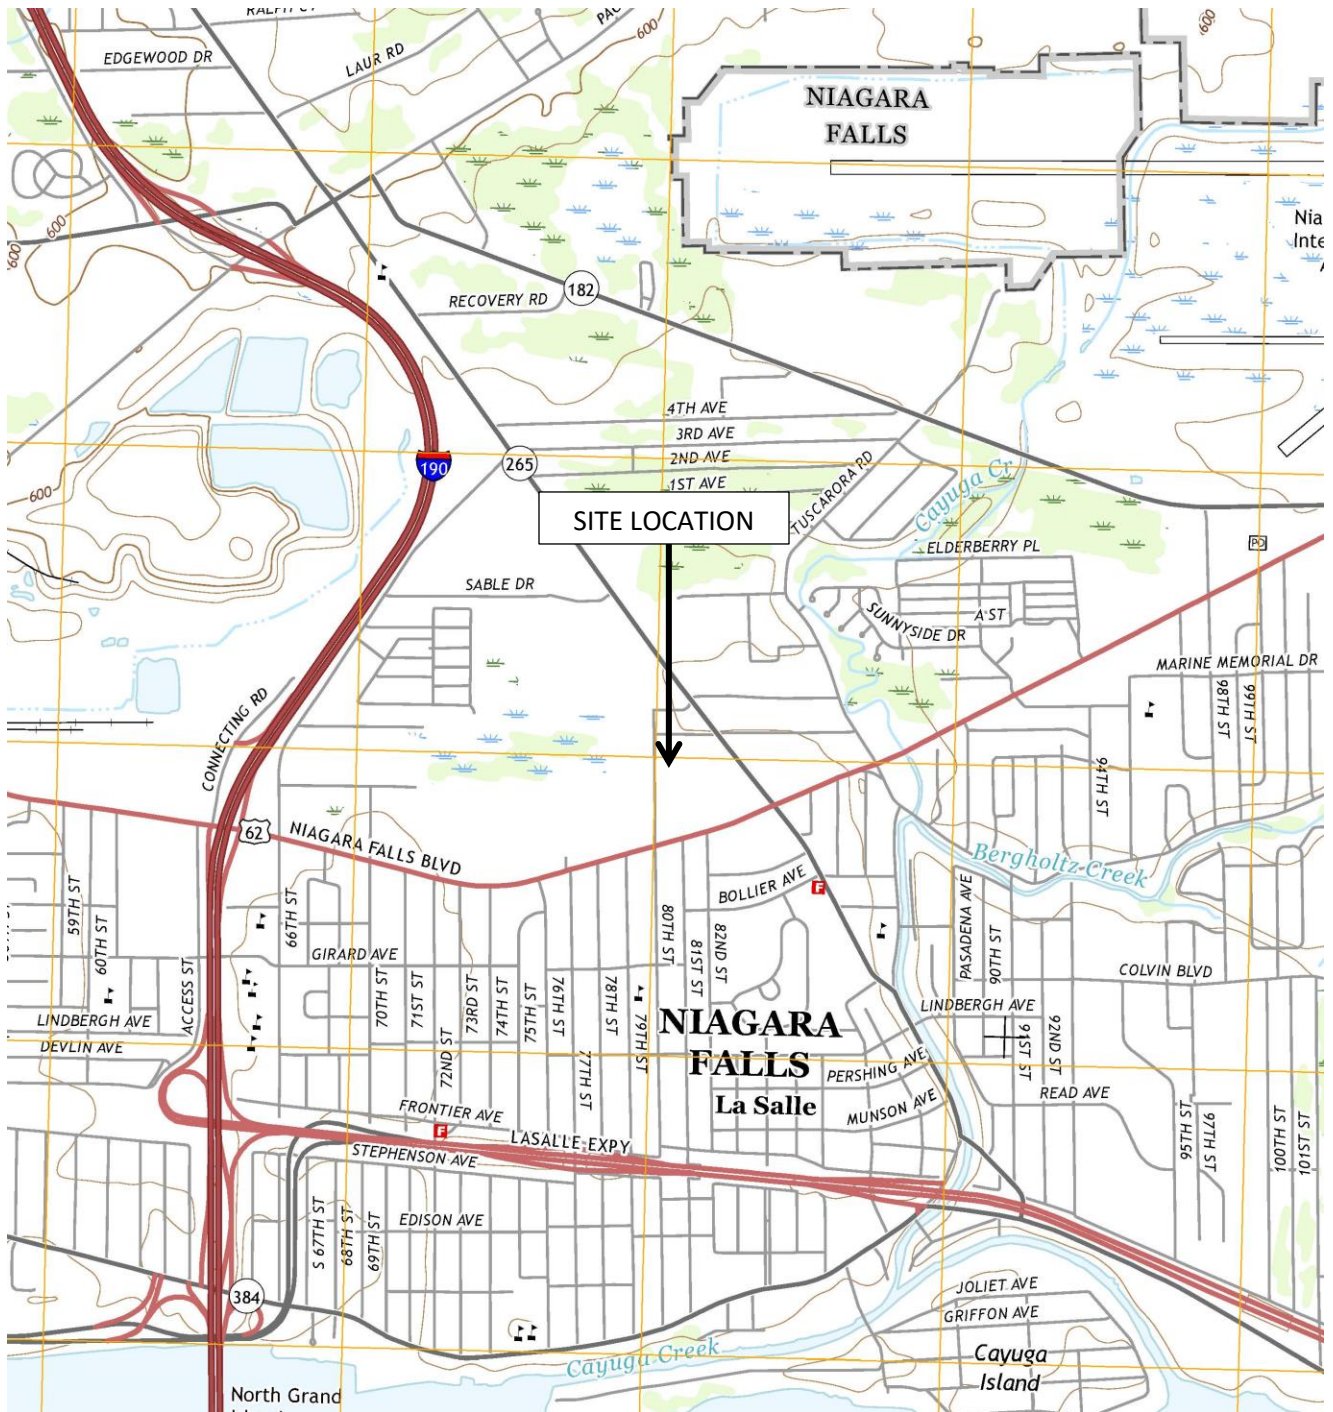 RALPH CT
EDGEWOOD DR
LAUR RD
600
600
NIAGARA
FALLS
600
600
600
RECOVERY RD
182
4TH AVE
3RD AVE
2ND AVE
1ST AVE
190
265
TUSCARORA RD
Cayuga Cr
600
SITE LOCATION
ELDERBERRY PL
PO
SABLE DR
SUNNYSIDE DR
A ST
MARINE MEMORIAL DR
98TH ST
99TH ST
CONNECTING RD
94TH ST
62
NIAGARA FALLS BLVD
Bergholtz Creek
BOLLIER AVE
F
59TH ST
60TH ST
66TH ST
80TH ST
81ST ST
82ND ST
PASADENA AVE
90TH ST
GIRARD AVE
COLVIN BLVD
ACCESS ST
70TH ST
71ST ST
72ND ST
73RD ST
74TH ST
75TH ST
76TH ST
77TH ST
78TH ST
79TH ST
LINDBERGH AVE
LINDBERGH AVE
DEVLIN AVE
NIAGARA
FALLS
La Salle
91ST ST
92ND ST
PERSHING AVE
MUNSON AVE
READ AVE
FRONTIER AVE
F
LASALLE EXPY
STEPHENSON AVE
95TH ST
97TH ST
100TH ST
101ST ST
S 67TH ST
68TH ST
69TH ST
EDISON AVE
384
JOLIET AVE
GRIFFON AVE
Cayuga Creek
Cayuga
Island
North Grand